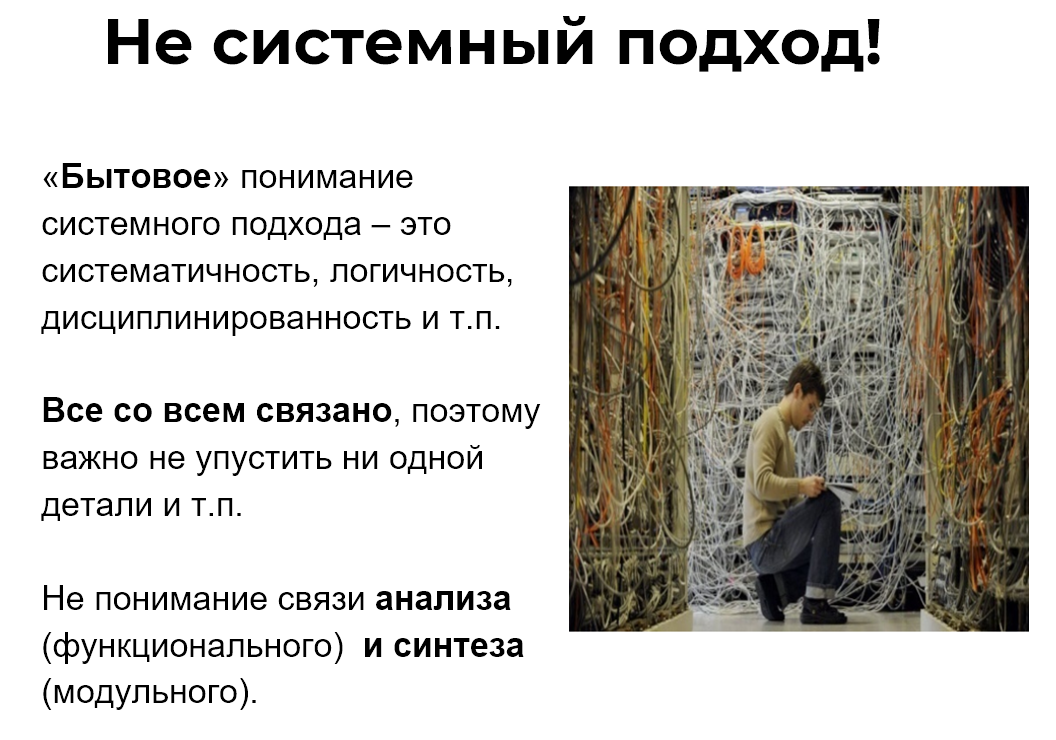 Не системный подход!
«Бытовое» понимание
системного подхода – это
систематичность, логичность,
дисциплинированность и т.п.
Все со всем связано, поэтому
важно не упустить ни одной
детали и т.п.
Не понимание связи анализа
(функционального)  и синтеза
(модульного).